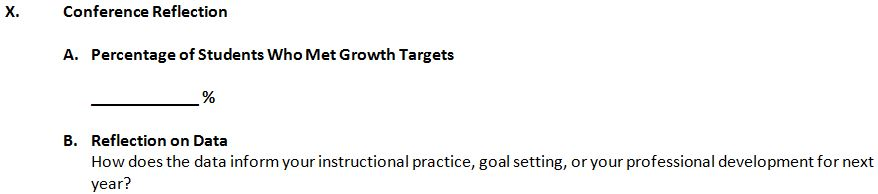 X. Conference Reflection
A. Percentage of Students Who Met Growth Targets
____________%
B. Reflection on Data
How does the data inform your instructional practice, goal setting, or your professional development for next
year?